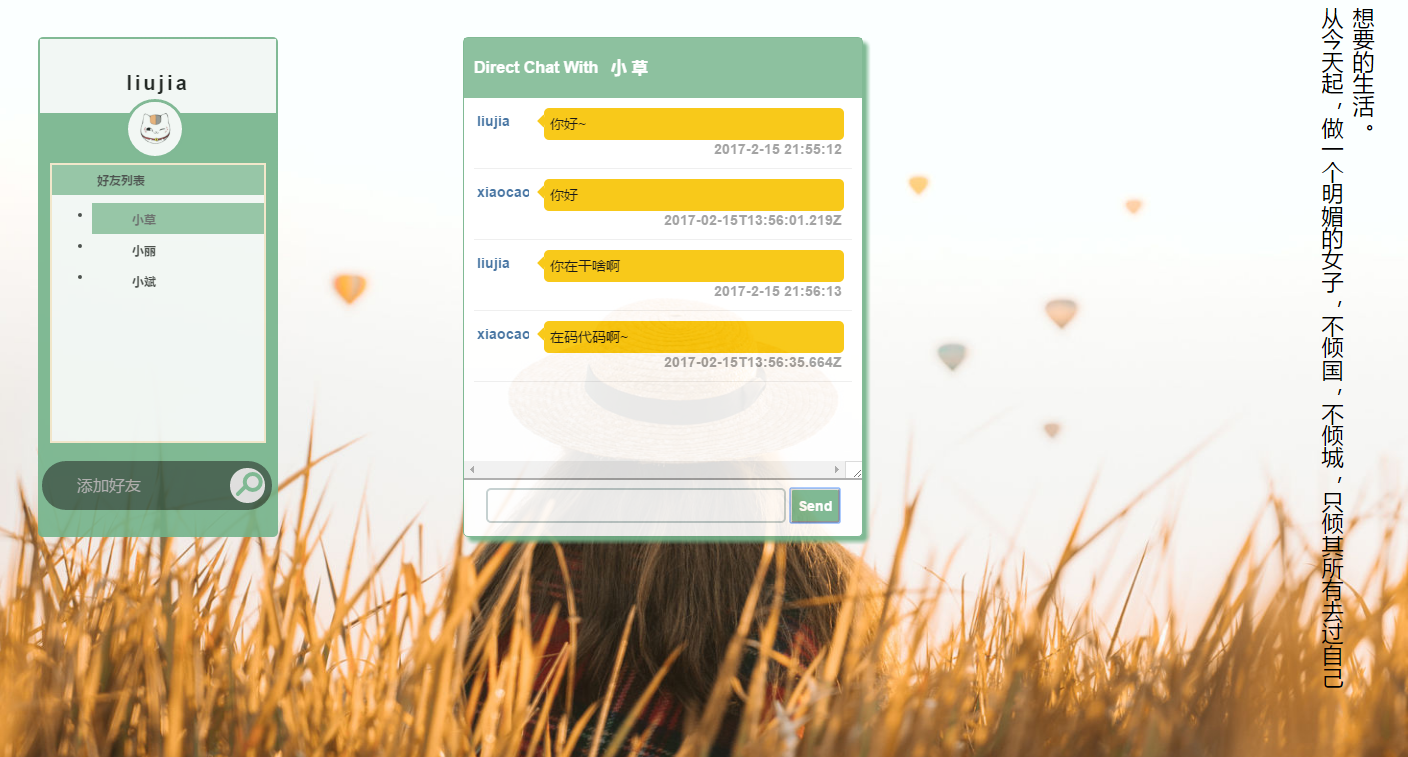 liujia
好友列表
小草
小丽
小斌
添加好友
Direct Chat With 小 草
liujia
你好~
2017-2-15 21:55:12
xiaocao
你好
2017-02-15T13:56:01.219Z
liujia
你在干啥啊
2017-2-15 21:56:13
xiaocao
在码代码啊~
2017-02-15T13:56:35.664Z
Send
想要的生活。
从今天起，做一个明媚的女子，不倾国，不倾城，只倾其所有去过自己